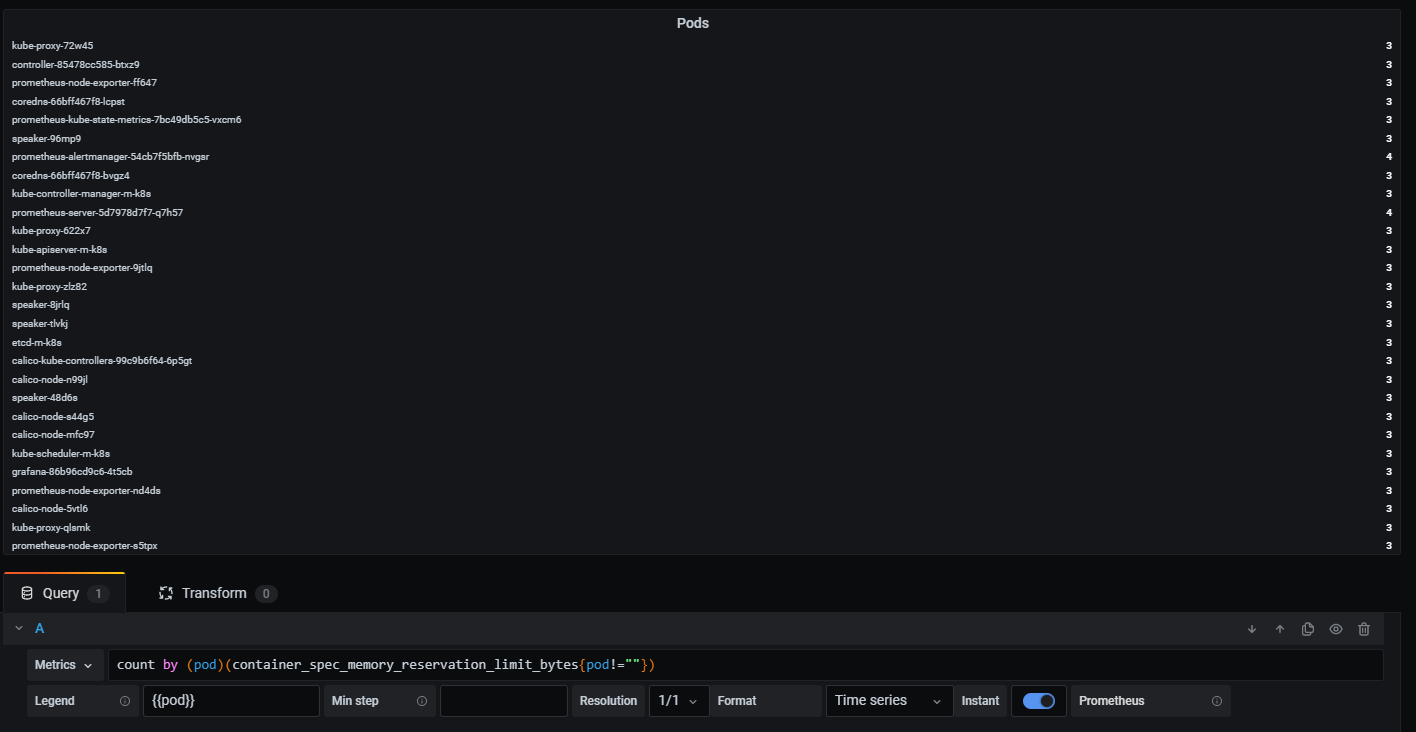 Pods
kube-proxy-72w45 3
controller-85478cc585-btxz9 3
prometheus-node-exporter-ff647 3
coredns-66bff467f8-lcpst 3
prometheus-kube-state-metrics-7bc49db5c5-vxcm6 3
speaker-96mp9 3
prometheus-alertmanager-54cb7f5bfb-nvgsr 4
coredns-66bff467f8-bvgz4 3
kube-controller-manager-m-k8s 3
prometheus-server-5d7978d7f7-q7h57 4
kube-proxy-622x7 3
kube-apiserver-m-k8s 3
prometheus-node-exporter-9jtlq 3
kube-proxy-zlz82 3
speaker-8jrlq 3
speaker-tlvkj 3
etcd-m-k8s 3
calico-kube-controllers-99c9b6f64-6p5gt 3
calico-node-n99jl 3
speaker-48d6s 3
calico-node-s44g5 3
calico-node-mfc97 3
kube-scheduler-m-k8s 3
grafana-86b96cd9c6-4t5cb 3
prometheus-node-exporter-nd4ds 3
calico-node-5vtl6 3
kube-proxy-qlsmk 3
prometheus-node-exporter-s5tpx 3
Query 1 Transform 0
A
Metrics count by (pod)(container_spec_memory_reservation_limit_bytes{pod!=""})
Legend {{pod}} Min step Resolution 1/1 Format Time series Instant Prometheus